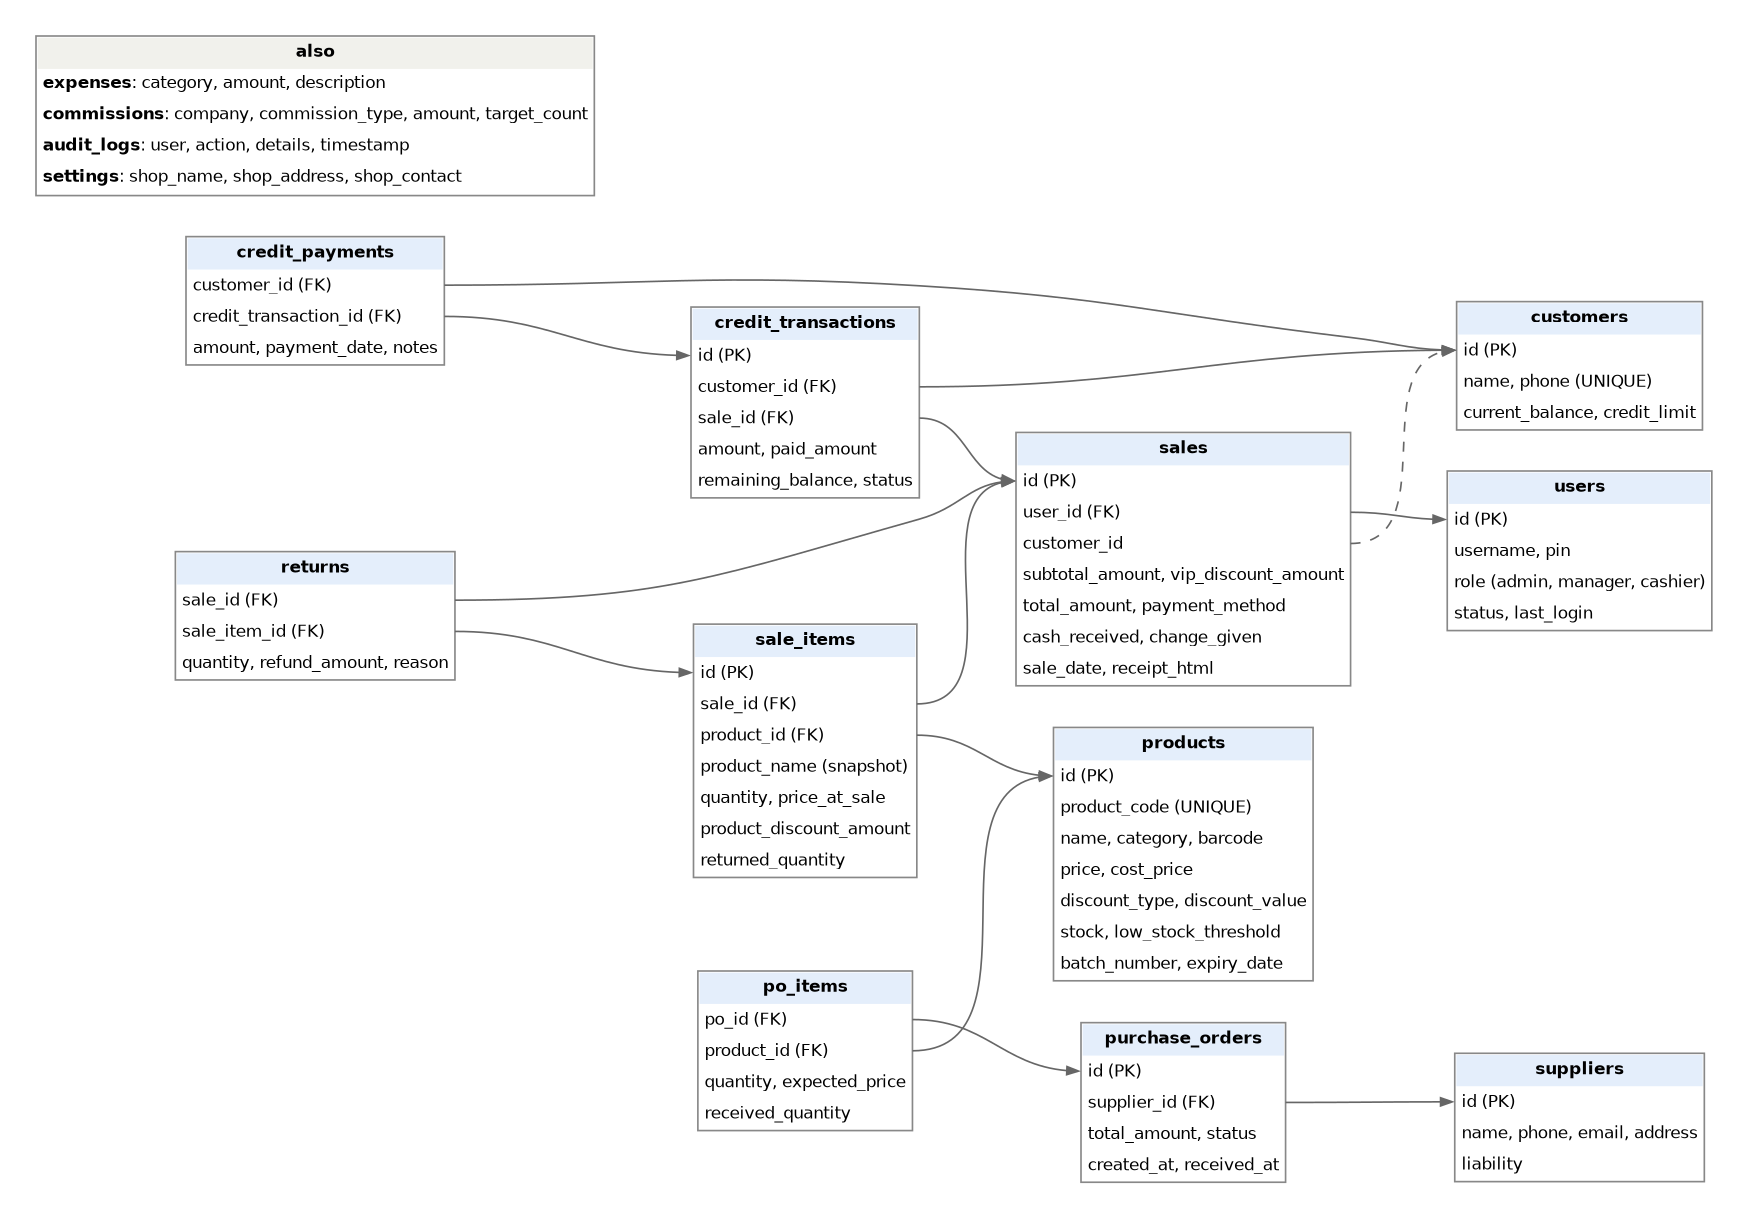 also
expenses: category, amount, description
commissions: company, commission_type, amount, target_count
audit_logs: user, action, details, timestamp
settings: shop_name, shop_address, shop_contact
credit_payments
customer_id (FK)
credit_transaction_id (FK)
amount, payment_date, notes
credit_transactions
id (PK)
customer_id (FK)
sale_id (FK)
amount, paid_amount
remaining_balance, status
customers
id (PK)
name, phone (UNIQUE)
current_balance, credit_limit
sales
id (PK)
user_id (FK)
customer_id
subtotal_amount, vip_discount_amount
total_amount, payment_method
cash_received, change_given
sale_date, receipt_html
users
id (PK)
username, pin
role (admin, manager, cashier)
status, last_login
returns
sale_id (FK)
sale_item_id (FK)
quantity, refund_amount, reason
sale_items
id (PK)
sale_id (FK)
product_id (FK)
product_name (snapshot)
quantity, price_at_sale
product_discount_amount
returned_quantity
products
id (PK)
product_code (UNIQUE)
name, category, barcode
price, cost_price
discount_type, discount_value
stock, low_stock_threshold
batch_number, expiry_date
po_items
po_id (FK)
product_id (FK)
quantity, expected_price
received_quantity
purchase_orders
id (PK)
supplier_id (FK)
total_amount, status
created_at, received_at
suppliers
id (PK)
name, phone, email, address
liability